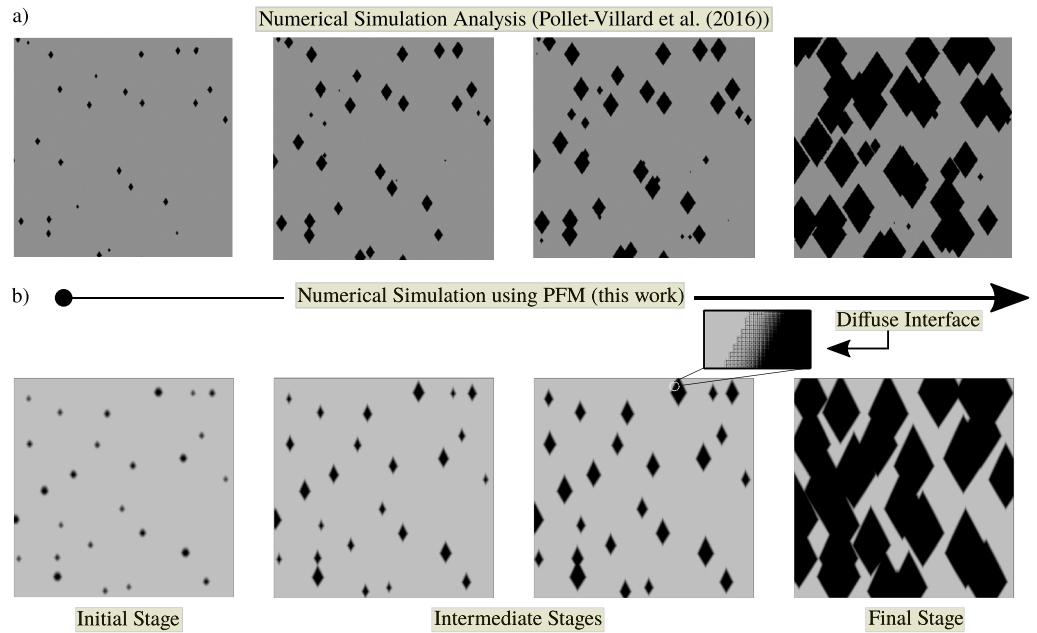 a)
Numerical Simulation Analysis (Pollet-Villard et al. (2016))
b)
Numerical Simulation using PFM (this work)
Diffuse Interface
Initial Stage
Intermediate Stages
Final Stage